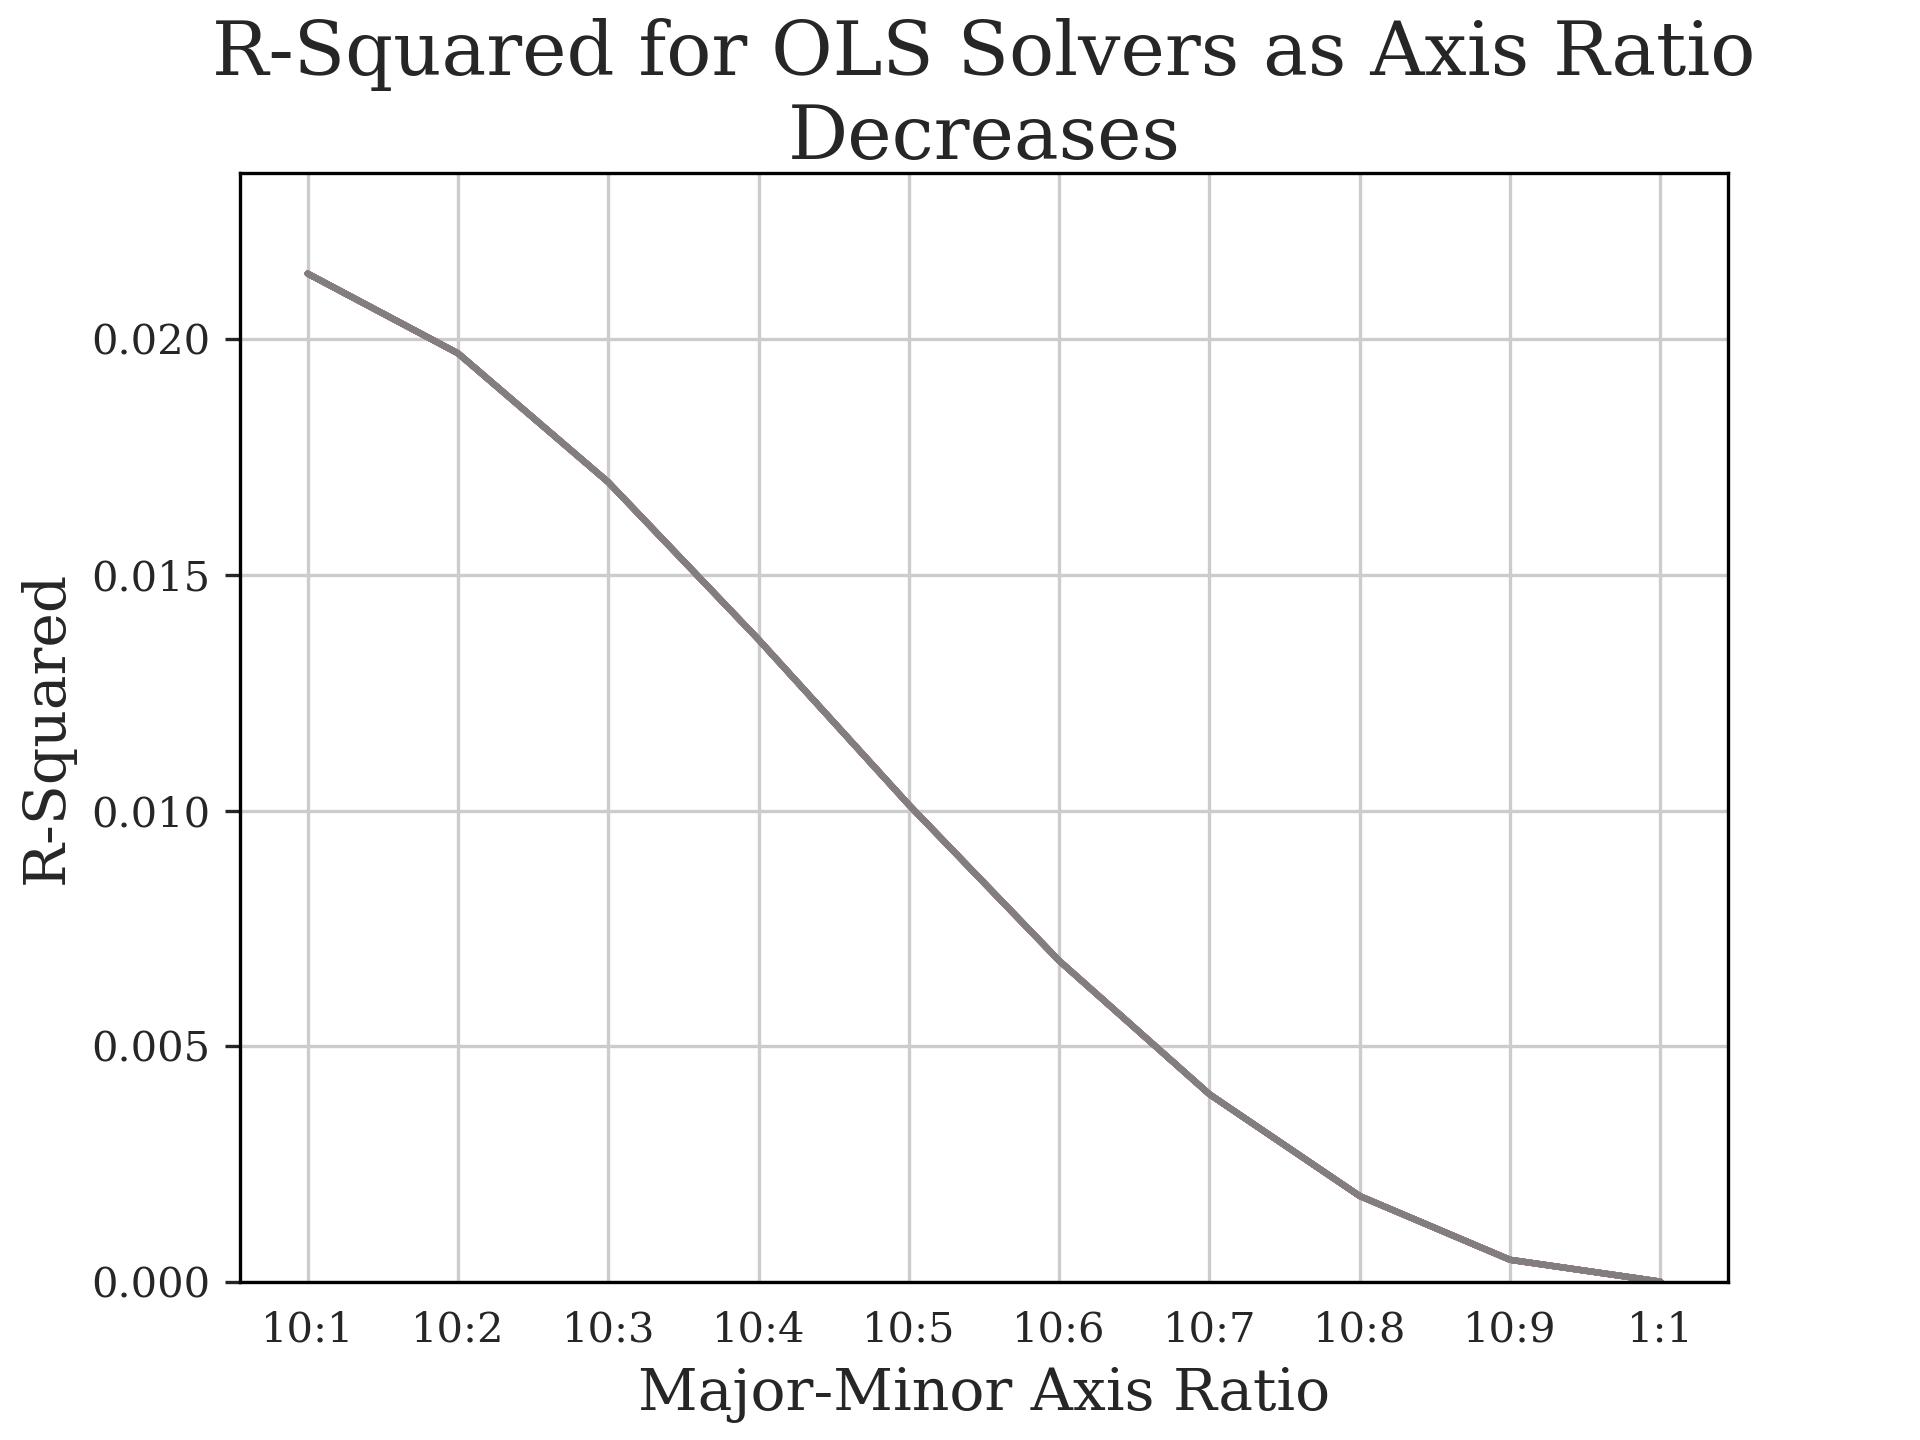 R-Squared for OLS Solvers as Axis Ratio
Decreases
R-Squared
0.020
0.015
0.010
0.005
0.000
10:1 10:2 10:3 10:4 10:5 10:6 10:7 10:8 10:9 1:1
Major-Minor Axis Ratio